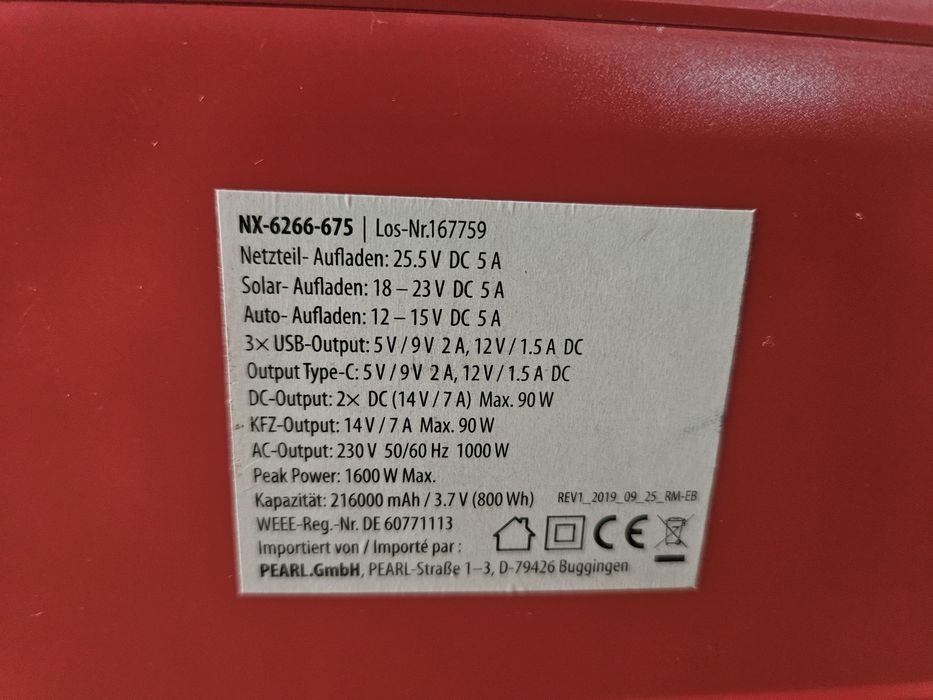 NX-6266-675 | Los-Nr.167759
Netzteil- Aufladen: 25.5 V DC 5 A
Solar- Aufladen: 18 – 23 V DC 5 A
Auto- Aufladen: 12 – 15 V DC 5 A
3× USB-Output: 5 V / 9 V 2 A, 12 V / 1.5 A DC
Output Type-C: 5 V / 9 V 2 A, 12 V / 1.5 A DC
DC-Output: 2× DC (14 V / 7 A) Max. 90 W
KFZ-Output: 14 V / 7 A Max. 90 W
AC-Output: 230 V 50/60 Hz 1000 W
Peak Power: 1600 W Max.
Kapazität: 216000 mAh / 3.7 V (800 Wh) REV1_2019_09_25_RM-EB
WEEE-Reg.-Nr. DE 60771113
Importiert von / Importé par : CE
PEARL.GmbH, PEARL-Straße 1–3, D-79426 Buggingen